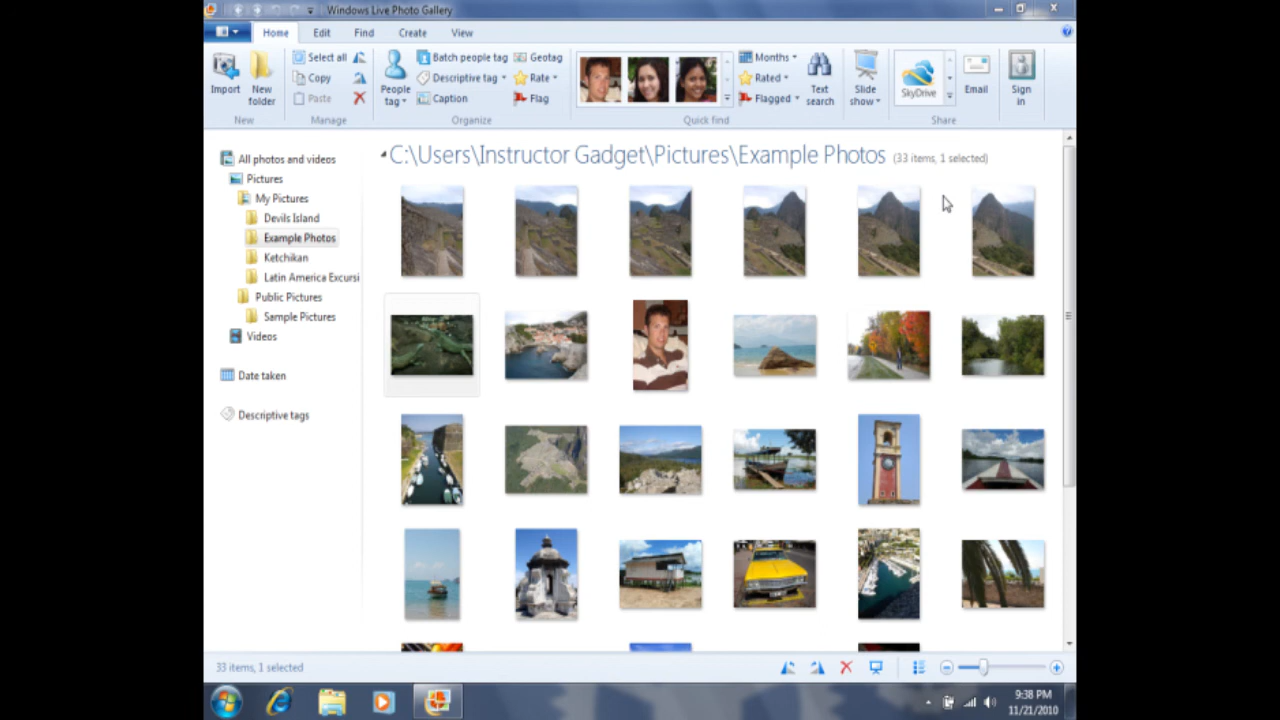 Windows Live Photo Gallery
Home Edit Find Create View
Import
New folder
New
Select all
Copy
Paste
Manage
People tag
Batch people tag
Descriptive tag
Caption
Geotag
Rate
Flag
Organize
Months
Rated
Flagged
Text search
Quick find
Slide show
SkyDrive
Email
Share
Sign in
All photos and videos
Pictures
My Pictures
Devils Island
Example Photos
Ketchikan
Latin America Excursi
Public Pictures
Sample Pictures
Videos
Date taken
Descriptive tags
C:\Users\Instructor Gadget\Pictures\Example Photos (33 items, 1 selected)
33 items, 1 selected
9:38 PM
11/21/2010